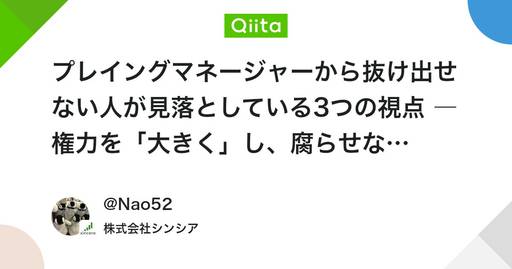 Qiita
プレイングマネージャーから抜け出せ
ない人が見落としている3つの視点 ―
権力を「大きく」し、腐らせな…
@Nao52
株式会社シンシア